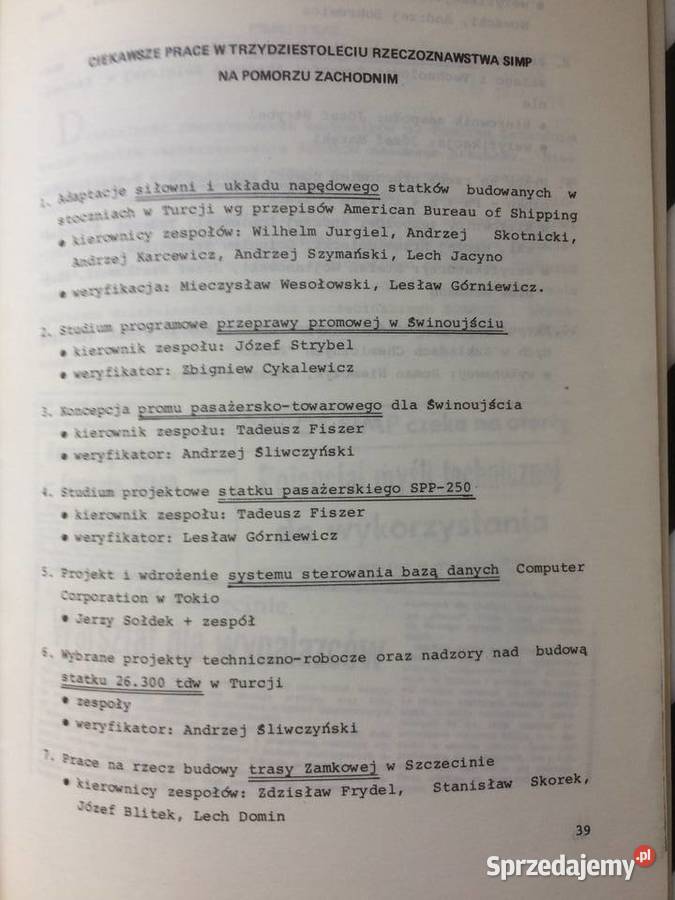 CIEKAWSZE PRACE W TRZYDZIESTOLECIU RZECZOZNAWSTWA SIMP
NA POMORZU ZACHODNIM
1. Adaptacje siłowni i układu napędowego statków budowanych w
stoczniach w Turcji wg przepisów American Bureau of Shipping
• kierownicy zespołów: Wilhelm Jurgiel, Andrzej Skotnicki,
Andrzej Karcewicz, Andrzej Szymański, Lech Jacyno
• weryfikacja: Mieczysław Wesołowski, Lesław Górniewicz.
2. Studium programowe przeprawy promowej w Świnoujściu
• kierownik zespołu: Józef Strybel
• weryfikator: Zbigniew Cykalewicz
3. Koncepcja promu pasażersko-towarowego dla Świnoujścia
• kierownik zespołu: Tadeusz Fiszer
• weryfikator: Andrzej Śliwczyński
4. Studium projektowe statku pasażerskiego SPP-250
• kierownik zespołu: Tadeusz Fiszer
• weryfikator: Lesław Górniewicz
5. Projekt i wdrożenie systemu sterowania bazą danych Computer
Corporation w Tokio
• Jerzy Sołdek + zespół
6. Wybrane projekty techniczno-robocze oraz nadzory nad budową
statku 26.300 tdw w Turcji
• zespoły
• weryfikator: Andrzej Śliwczyński
7. Prace na rzecz budowy trasy Zamkowej w Szczecinie
• kierownicy zespołów: Zdzisław Frydel, Stanisław Skorek,
Józef Blitek, Lech Domin
39
Sprzedajemy.pl